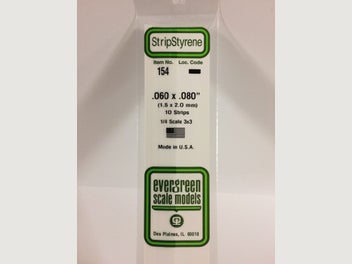 StripStyrene
Item No. Loc. Code
154
.060 x .080"
(1.5 x 2.0 mm)
10 Strips
1/4 Scale 3x3
Made in U.S.A.
evergreen
scale models
Des Plaines, IL 60018